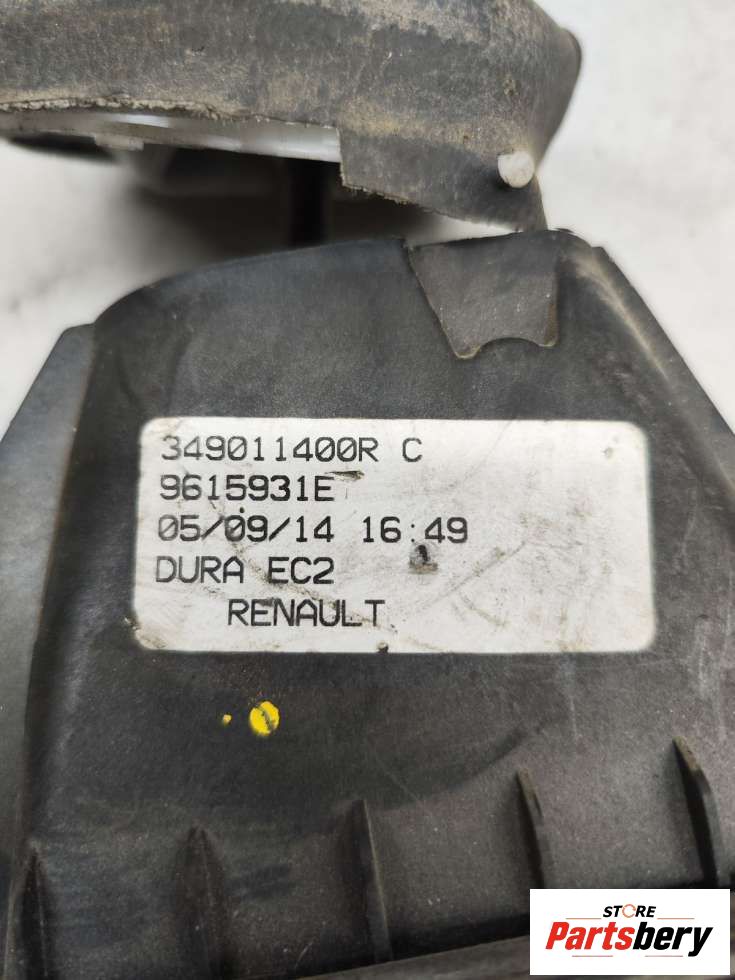 349011400R C
9615931E
05/09/14 16:49
DURA EC2
RENAULT
STORE
Partsbery